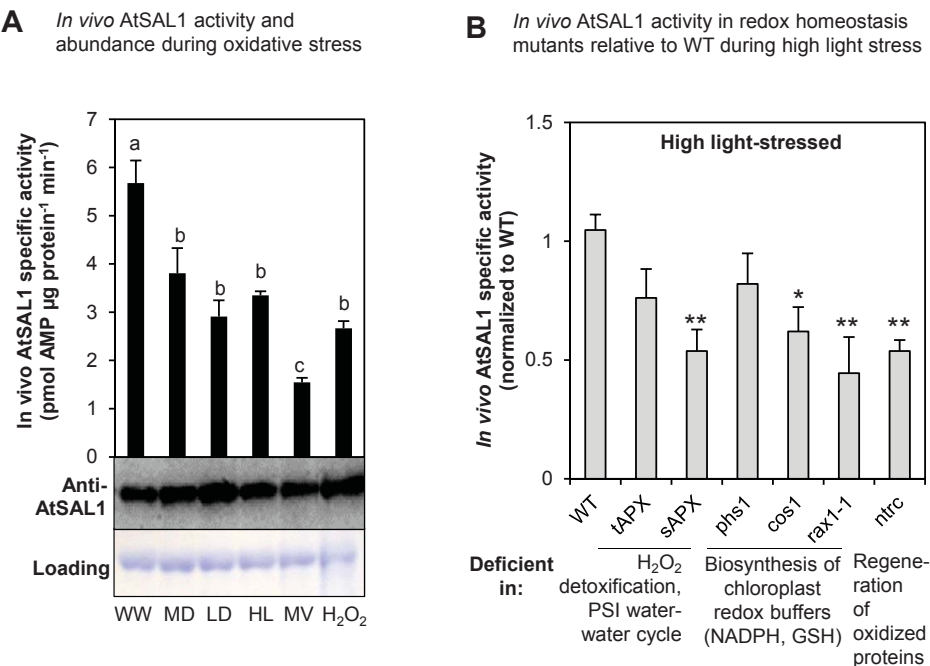 A
In vivo AtSAL1 activity and
abundance during oxidative stress
In vivo AtSAL1 specific activity
(pmol AMP µg protein-1 min-1)
7
6
5
4
3
2
1
0
a
b
b
b
c
b
Anti-
AtSAL1
Loading
WW MD LD HL MV H2O2
B
In vivo AtSAL1 activity in redox homeostasis
mutants relative to WT during high light stress
In vivo AtSAL1 specific activity
(normalized to WT)
1.5
1
0.5
0
High light-stressed
**
*
**
**
WT tAPX sAPX phs1 cos1 rax1-1 ntrc
Deficient
in:
H2O2
detoxification,
PSI water-
water cycle
Biosynthesis of
chloroplast
redox buffers
(NADPH, GSH)
Regene-
ration
of
oxidized
proteins